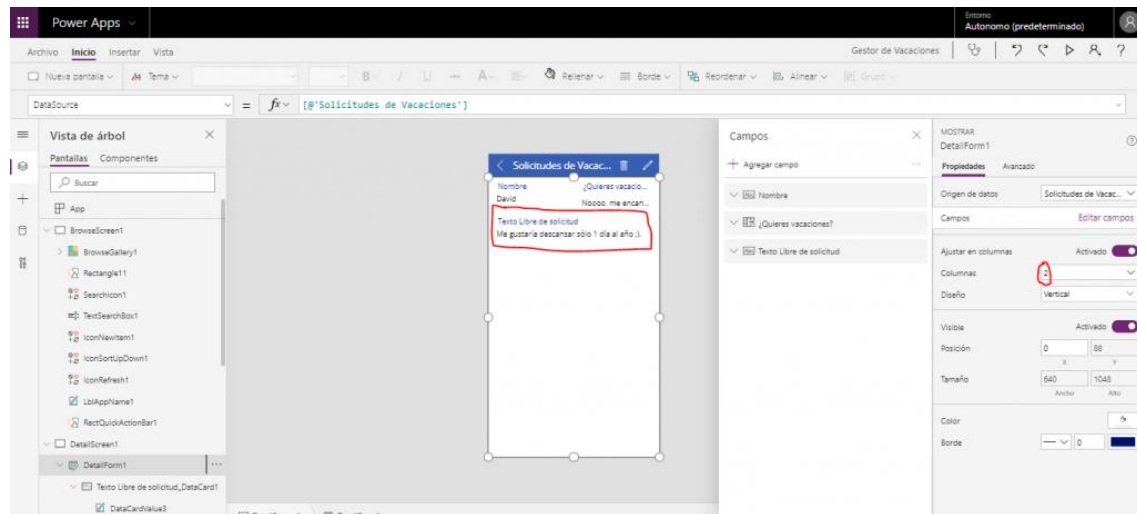 Power Apps
Entorno
Autonomo (predeterminado)
Archivo Inicio Insertar Vista
Gestor de Vacaciones
Nueva pantalla Tema B / U A Rellenar Borde Reordenar Alinear Grupo
DataSource = fx [@'Solicitudes de Vacaciones']
Vista de árbol
Pantallas Componentes
Buscar
App
BrowseScreen1
BrowseGallery1
Rectangle11
SearchIcon1
TextSearchBox1
IconNewItem1
IconSortUpDown1
IconRefresh1
LblAppName1
RectQuickActionBar1
DetailScreen1
DetailForm1
Texto Libre de solicitud_DataCard1
DataCardValue3
Solicitudes de Vacac...
Nombre ¿Quieres vacacio...
David Noooo, me encan...
Texto Libre de solicitud
Me gustaría descansar sólo 1 día al año ;).
Campos
Agregar campo
Abc Nombre
¿Quieres vacaciones?
Abc Texto Libre de solicitud
MOSTRAR
DetailForm1
Propiedades Avanzado
Origen de datos Solicitudes de Vacac...
Campos Editar campos
Ajustar en columnas Activado
Columnas 2
Diseño Vertical
Visible Activado
Posición 0 88
X Y
Tamaño 640 1048
Ancho Alto
Color
Borde 0